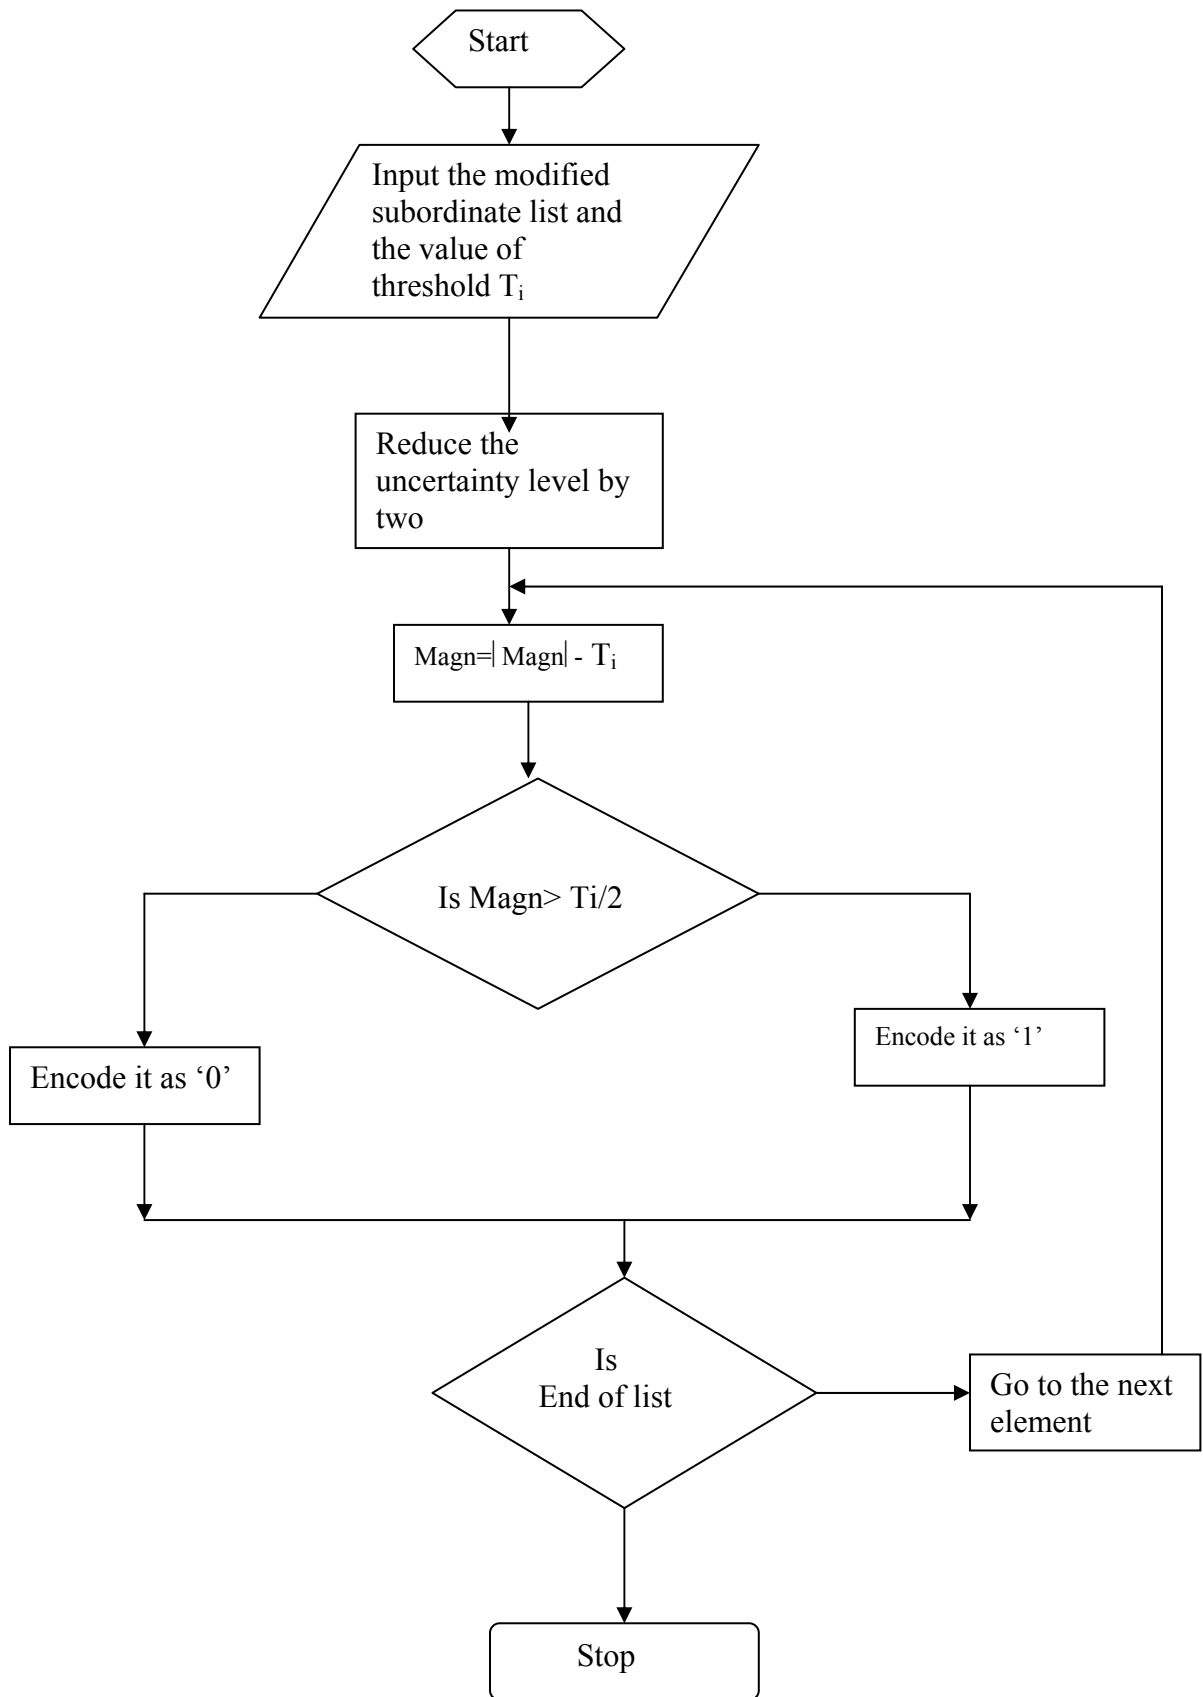 Start
Input the modified
subordinate list and
the value of
threshold Tᵢ
Reduce the
uncertainty level by
two
Magn=| Magn| - Tᵢ
Is Magn> Ti/2
Encode it as ‘1’
Encode it as ‘0’
Is
End of list
Go to the next
element
Stop